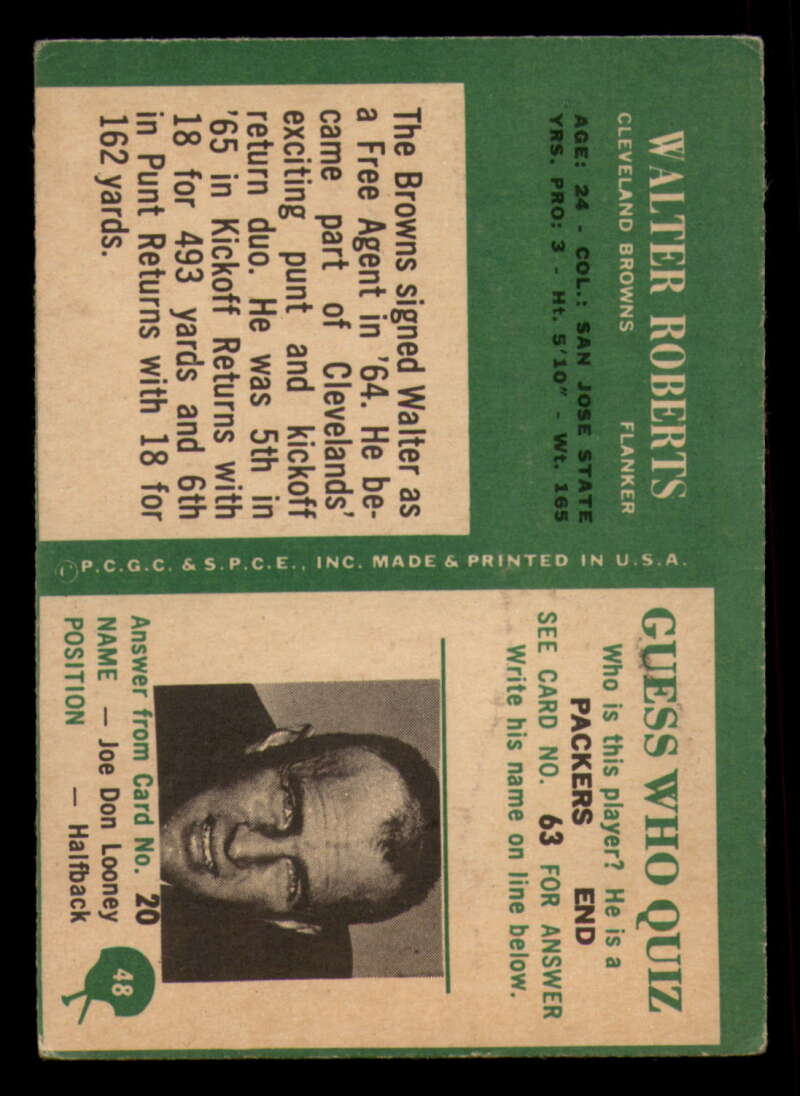 WALTER ROBERTS
CLEVELAND BROWNS FLANKER
AGE: 24 - COL.: SAN JOSE STATE
YRS. PRO: 3 - Ht. 5'10" - Wt. 165
The Browns signed Walter as
a Free Agent in '64. He be-
came part of Clevelands'
exciting punt and kickoff
return duo. He was 5th in
'65 in Kickoff Returns with
18 for 493 yards and 6th
in Punt Returns with 18 for
162 yards.
©P.C.G.C. & S.P.C.E., INC. MADE & PRINTED IN U.S.A.
GUESS WHO QUIZ
Who is this player? He is a
PACKERS END
SEE CARD NO. 63 FOR ANSWER
Write his name on line below.
Answer from Card No. 20
NAME — Joe Don Looney
POSITION — Halfback
48